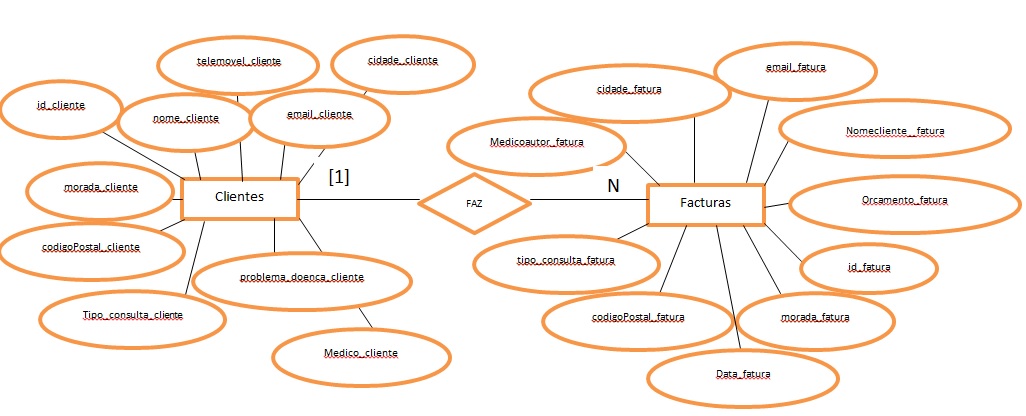 telemovel_cliente
cidade_cliente
id_cliente
nome_cliente
email_cliente
morada_cliente
Clientes
[1]
codigoPostal_cliente
problema_doenca_cliente
Tipo_consulta_cliente
Medico_cliente
FAZ
N
email_fatura
cidade_fatura
Nomecliente__fatura
Medicoautor_fatura
Facturas
Orcamento_fatura
tipo_consulta_fatura
id_fatura
codigoPostal_fatura
morada_fatura
Data_fatura